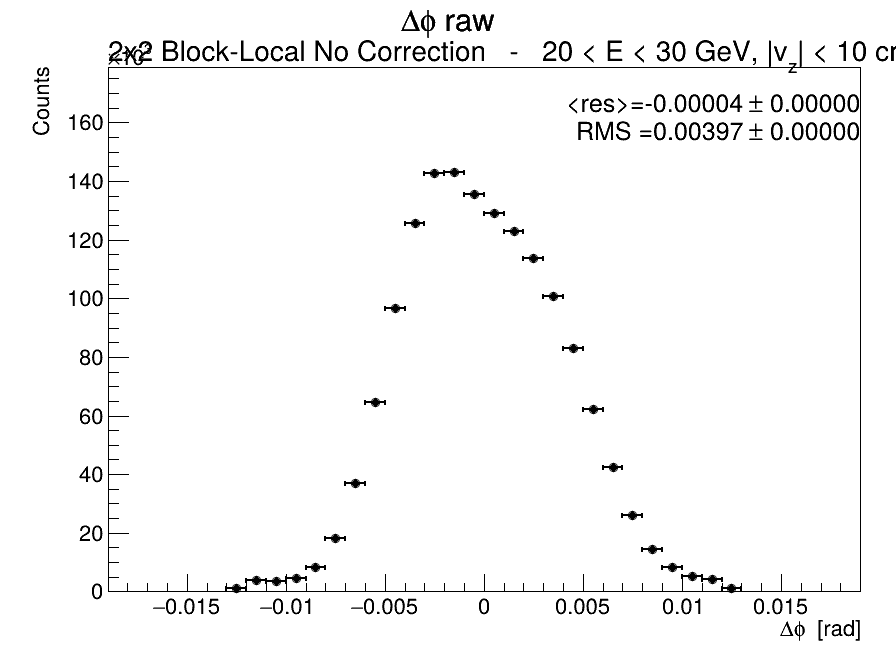 Δϕ raw
2x2 Block-Local No Correction - 20 < E < 30 GeV, |v_z| < 10 cm
Counts
<res>=-0.00004 ± 0.00000
RMS =0.00397 ± 0.00000
160
140
120
100
80
60
40
20
0
−0.015 −0.01 −0.005 0 0.005 0.01 0.015
Δϕ [rad]